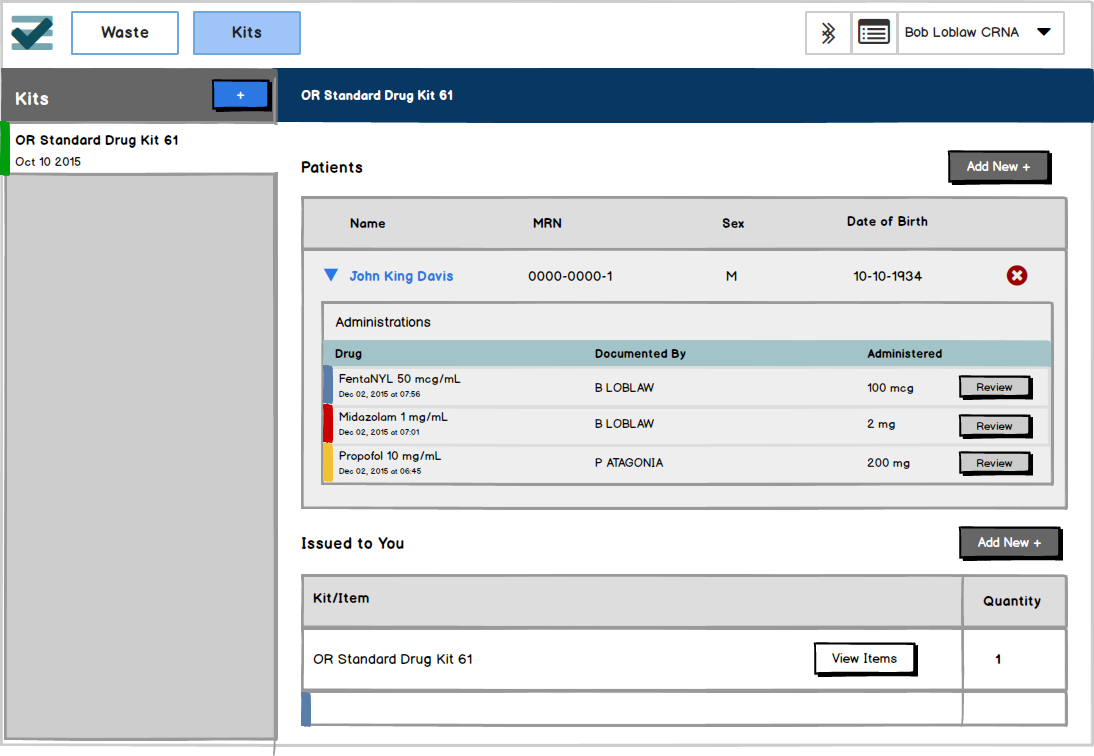 Waste
Kits
Bob Loblaw CRNA
Kits
+
OR Standard Drug Kit 61
OR Standard Drug Kit 61
Oct 10 2015
Patients
Add New +
Name MRN Sex Date of Birth
John King Davis 0000-0000-1 M 10-10-1934
Administrations
Drug Documented By Administered
FentaNYL 50 mcg/mL
Dec 02, 2015 at 07:56
B LOBLAW 100 mcg Review
Midazolam 1 mg/mL
Dec 02, 2015 at 07:01
B LOBLAW 2 mg Review
Propofol 10 mg/mL
Dec 02, 2015 at 06:45
P ATAGONIA 200 mg Review
Issued to You
Add New +
Kit/Item Quantity
OR Standard Drug Kit 61 View Items 1